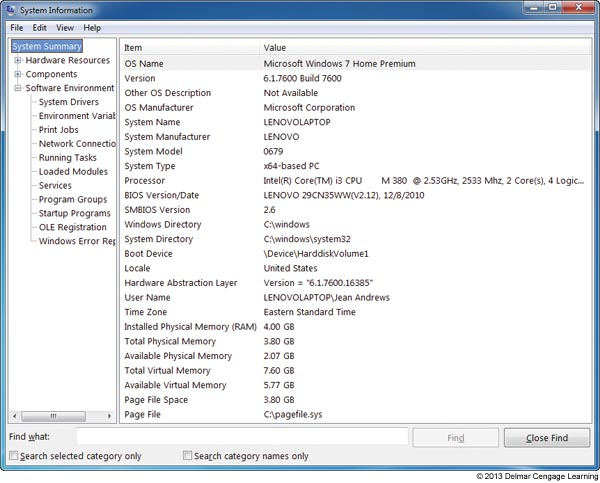 System Information
File Edit View Help
System Summary
Hardware Resources
Components
Software Environment
System Drivers
Environment Variab
Print Jobs
Network Connectio
Running Tasks
Loaded Modules
Services
Program Groups
Startup Programs
OLE Registration
Windows Error Rep
Item Value
OS Name Microsoft Windows 7 Home Premium
Version 6.1.7600 Build 7600
Other OS Description Not Available
OS Manufacturer Microsoft Corporation
System Name LENOVOLAPTOP
System Manufacturer LENOVO
System Model 0679
System Type x64-based PC
Processor Intel(R) Core(TM) i3 CPU M 380 @ 2.53GHz, 2533 Mhz, 2 Core(s), 4 Logic...
BIOS Version/Date LENOVO 29CN35WW(V2.12), 12/8/2010
SMBIOS Version 2.6
Windows Directory C:\windows
System Directory C:\windows\system32
Boot Device \Device\HarddiskVolume1
Locale United States
Hardware Abstraction Layer Version = "6.1.7600.16385"
User Name LENOVOLAPTOP\Jean Andrews
Time Zone Eastern Standard Time
Installed Physical Memory (RAM) 4.00 GB
Total Physical Memory 3.80 GB
Available Physical Memory 2.07 GB
Total Virtual Memory 7.60 GB
Available Virtual Memory 5.77 GB
Page File Space 3.80 GB
Page File C:\pagefile.sys
Find what: Find Close Find
Search selected category only Search category names only
© 2013 Delmar Cengage Learning